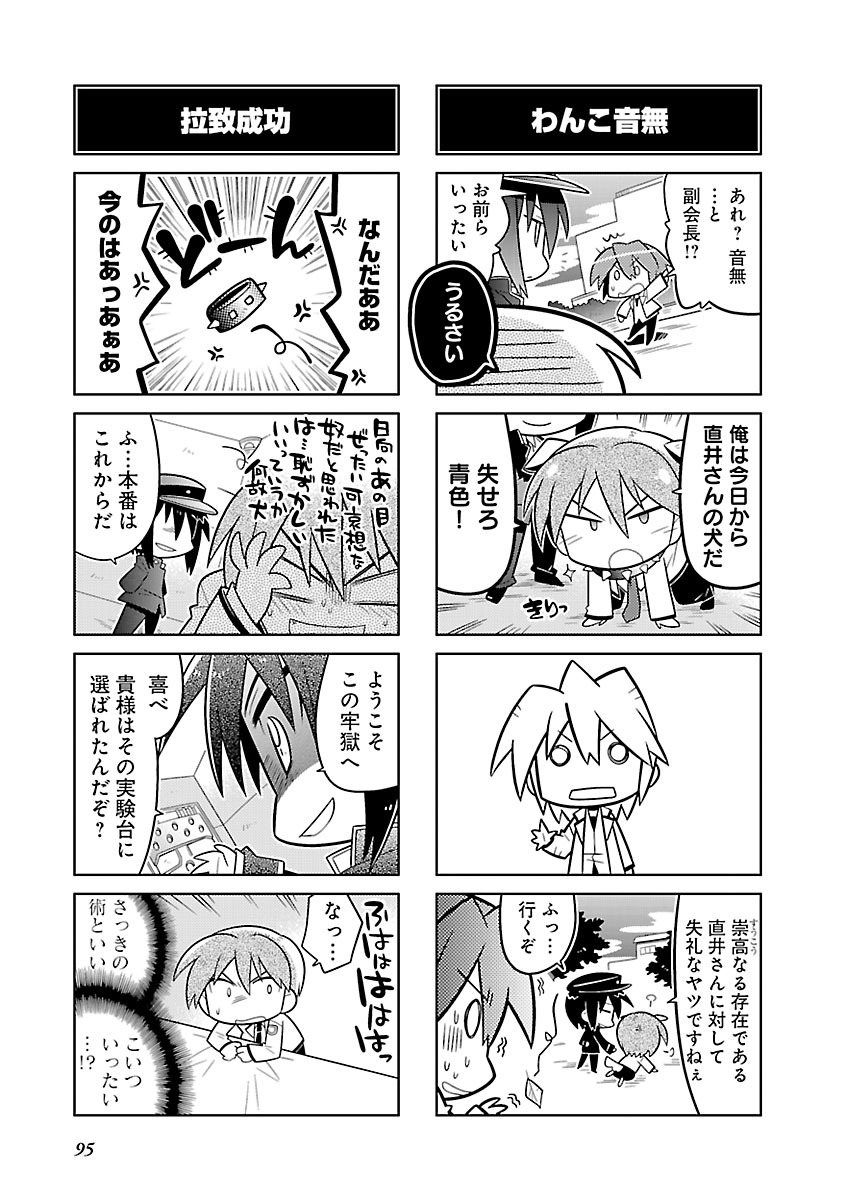 わんこ音無
あれ?音無
…と
副会長!?
お前ら
いったい
うるさい
俺は今日から
直井さんの犬だ
失せろ
青色!
きりっ
崇高なる存在である
すうこう
直井さんに対して
失礼なヤツですねぇ
?
ふっ…
行くぞ
拉致成功
なんだああ
どーん
今のはあっあぁあ
日向のあの目
ぜったい可哀想な
奴だと思われた
は…恥ずかしい
いいっていうか
何故犬
ふ…本番は
これからだ
ようこそ
この牢獄へ
喜べ
貴様はその実験台に
選ばれたんだぞ?
ふはははははっ
なっ…
さっきの
術といい
こいつ
いったい
…!?
95